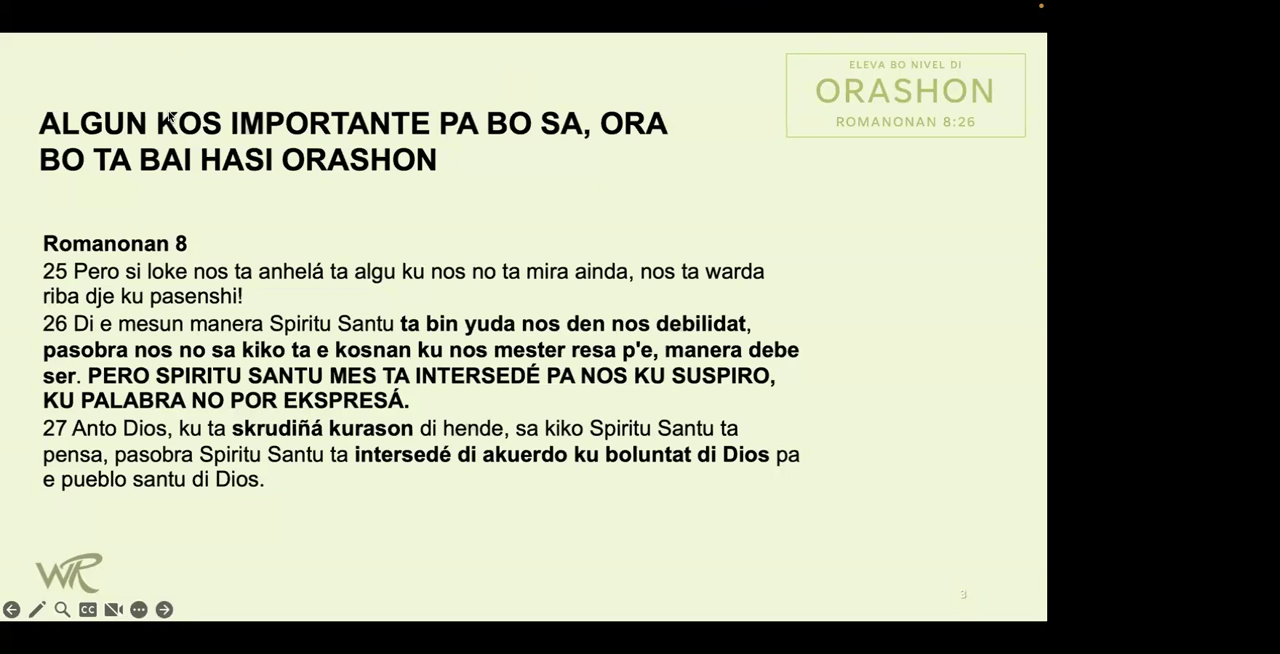 ELEVA BO NIVEL DI
ORASHON
ROMANONAN 8:26
ALGUN KOS IMPORTANTE PA BO SA, ORA
BO TA BAI HASI ORASHON
Romanonan 8
25 Pero si loke nos ta anhelá ta algu ku nos no ta mira ainda, nos ta warda
riba dje ku pasenshi!
26 Di e mesun manera Spiritu Santu ta bin yuda nos den nos debilidat,
pasobra nos no sa kiko ta e kosnan ku nos mester resa p'e, manera debe
ser. PERO SPIRITU SANTU MES TA INTERSEDÉ PA NOS KU SUSPIRO,
KU PALABRA NO POR EKSPRESÁ.
27 Anto Dios, ku ta skrudiñá kurason di hende, sa kiko Spiritu Santu ta
pensa, pasobra Spiritu Santu ta intersedé di akuerdo ku boluntat di Dios pa
e pueblo santu di Dios.
WR
CC
3